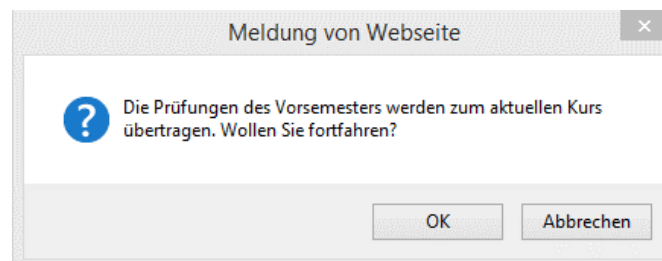 Meldung von Webseite
Die Prüfungen des Vorsemesters werden zum aktuellen Kurs
übertragen. Wollen Sie fortfahren?
OK Abbrechen